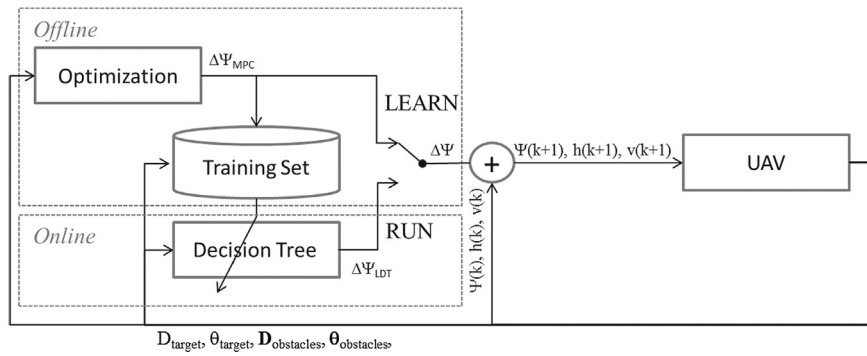 Offline
Optimization
ΔΨMPC
LEARN
Training Set
ΔΨ
+
Ψ(k+1), h(k+1), v(k+1)
UAV
Ψ(k), h(k), v(k)
Online
Decision Tree
RUN
ΔΨLDT
Dtarget, θtarget, Dobstacles, θobstacles,